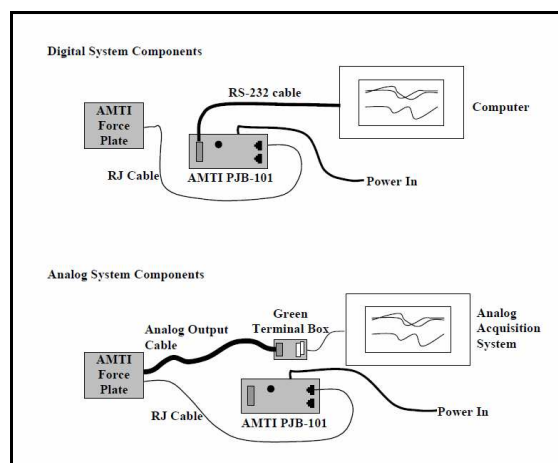 Digital System Components
RS-232 cable
AMTI
Force
Plate
Computer
RJ Cable
AMTI PJB-101
Power In
Analog System Components
Analog Output
Cable
Green
Terminal Box
Analog
Acquisition
System
AMTI
Force
Plate
RJ Cable
AMTI PJB-101
Power In